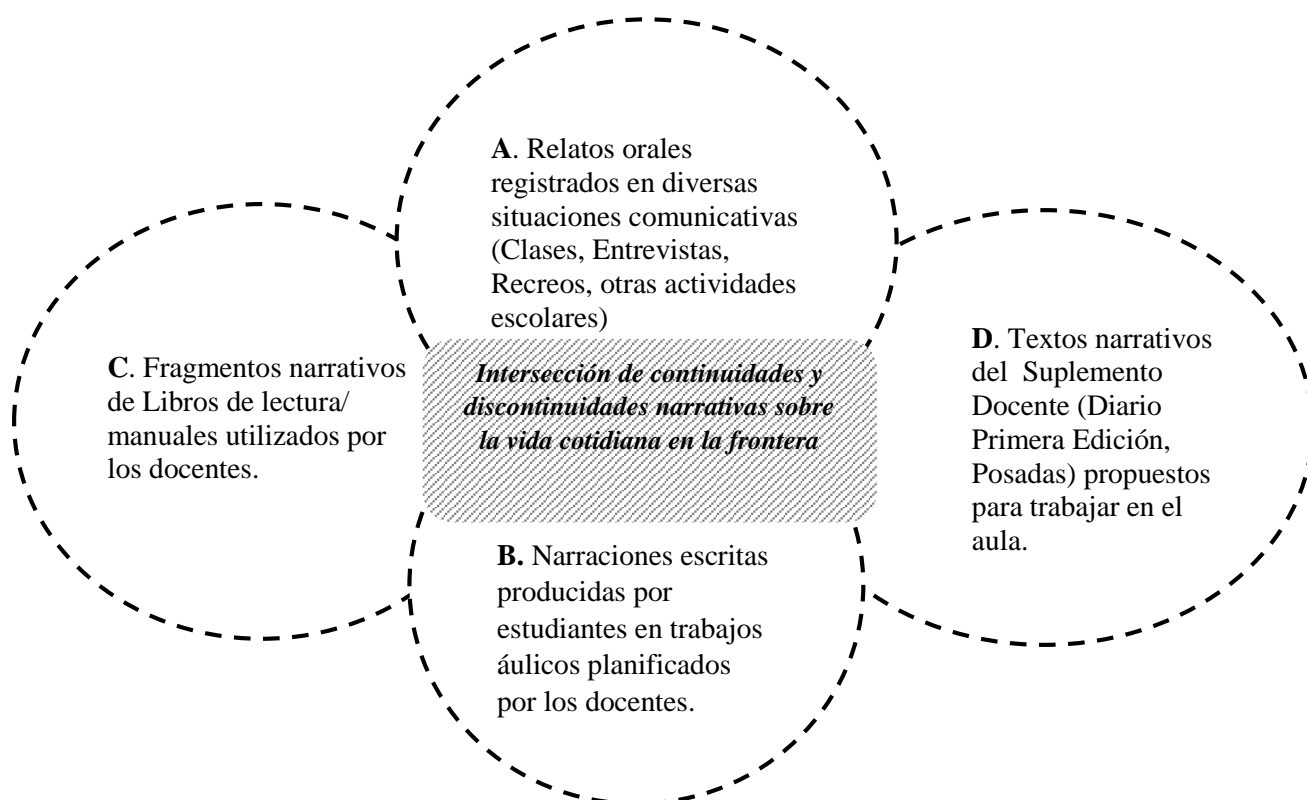 A. Relatos orales
registrados en diversas
situaciones comunicativas
(Clases, Entrevistas,
Recreos, otras actividades
escolares)
C. Fragmentos narrativos
de Libros de lectura/
manuales utilizados por
los docentes.
Intersección de continuidades y
discontinuidades narrativas sobre
la vida cotidiana en la frontera
D. Textos narrativos
del Suplemento
Docente (Diario
Primera Edición,
Posadas) propuestos
para trabajar en el
aula.
B. Narraciones escritas
producidas por
estudiantes en trabajos
áulicos planificados
por los docentes.